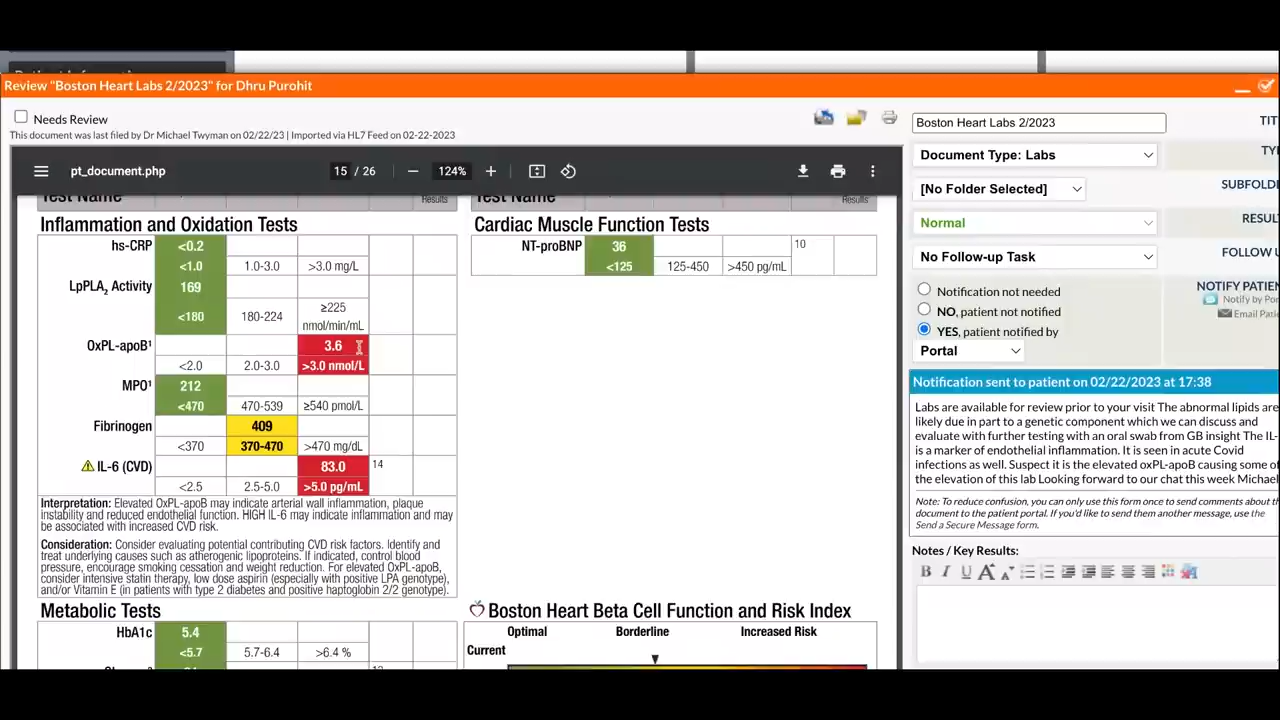 Review "Boston Heart Labs 2/2023" for Dhru Purohit
Needs Review
This document was last filed by Dr Michael Twyman on 02/22/23 | Imported via HL7 Feed on 02-22-2023
pt_document.php
15 / 26
124%
Test Name
Results
Inflammation and Oxidation Tests
hs-CRP
<0.2
<1.0 1.0-3.0 >3.0 mg/L
LpPLA₂ Activity
169
<180 180-224 ≥225 nmol/min/mL
OxPL-apoB¹
3.6
<2.0 2.0-3.0 >3.0 nmol/L
MPO¹
212
<470 470-539 ≥540 pmol/L
Fibrinogen
409
<370 370-470 >470 mg/dL
IL-6 (CVD)
83.0 14
<2.5 2.5-5.0 >5.0 pg/mL
Interpretation: Elevated OxPL-apoB may indicate arterial wall inflammation, plaque
instability and reduced endothelial function. HIGH IL-6 may indicate inflammation and may
be associated with increased CVD risk.
Consideration: Consider evaluating potential contributing CVD risk factors. Identify and
treat underlying causes such as atherogenic lipoproteins. If indicated, control blood
pressure, encourage smoking cessation and weight reduction. For elevated OxPL-apoB,
consider intensive statin therapy, low dose aspirin (especially with positive LPA genotype),
and/or Vitamin E (in patients with type 2 diabetes and positive haptoglobin 2/2 genotype).
Metabolic Tests
HbA1c
5.4
<5.7 5.7-6.4 >6.4 %
Test Name
Results
Cardiac Muscle Function Tests
NT-proBNP
36 10
<125 125-450 >450 pg/mL
Boston Heart Beta Cell Function and Risk Index
Optimal Borderline Increased Risk
Current
Boston Heart Labs 2/2023
TIT
Document Type: Labs
TY
[No Folder Selected]
SUBFOLD
Normal
RESUL
No Follow-up Task
FOLLOW U
Notification not needed
NO, patient not notified
YES, patient notified by
Portal
NOTIFY PATIE
Notify by Po
Email Patie
Notification sent to patient on 02/22/2023 at 17:38
Labs are available for review prior to your visit The abnormal lipids are
likely due in part to a genetic component which we can discuss and
evaluate with further testing with an oral swab from GB insight The IL-
is a marker of endothelial inflammation. It is seen in acute Covid
infections as well. Suspect it is the elevated oxPL-apoB causing some of
the elevation of this lab Looking forward to our chat this week Michael
Note: To reduce confusion, you can only use this form once to send comments about th
document to the patient portal. If you'd like to send them another message, use the
Send a Secure Message form.
Notes / Key Results:
B I U A A